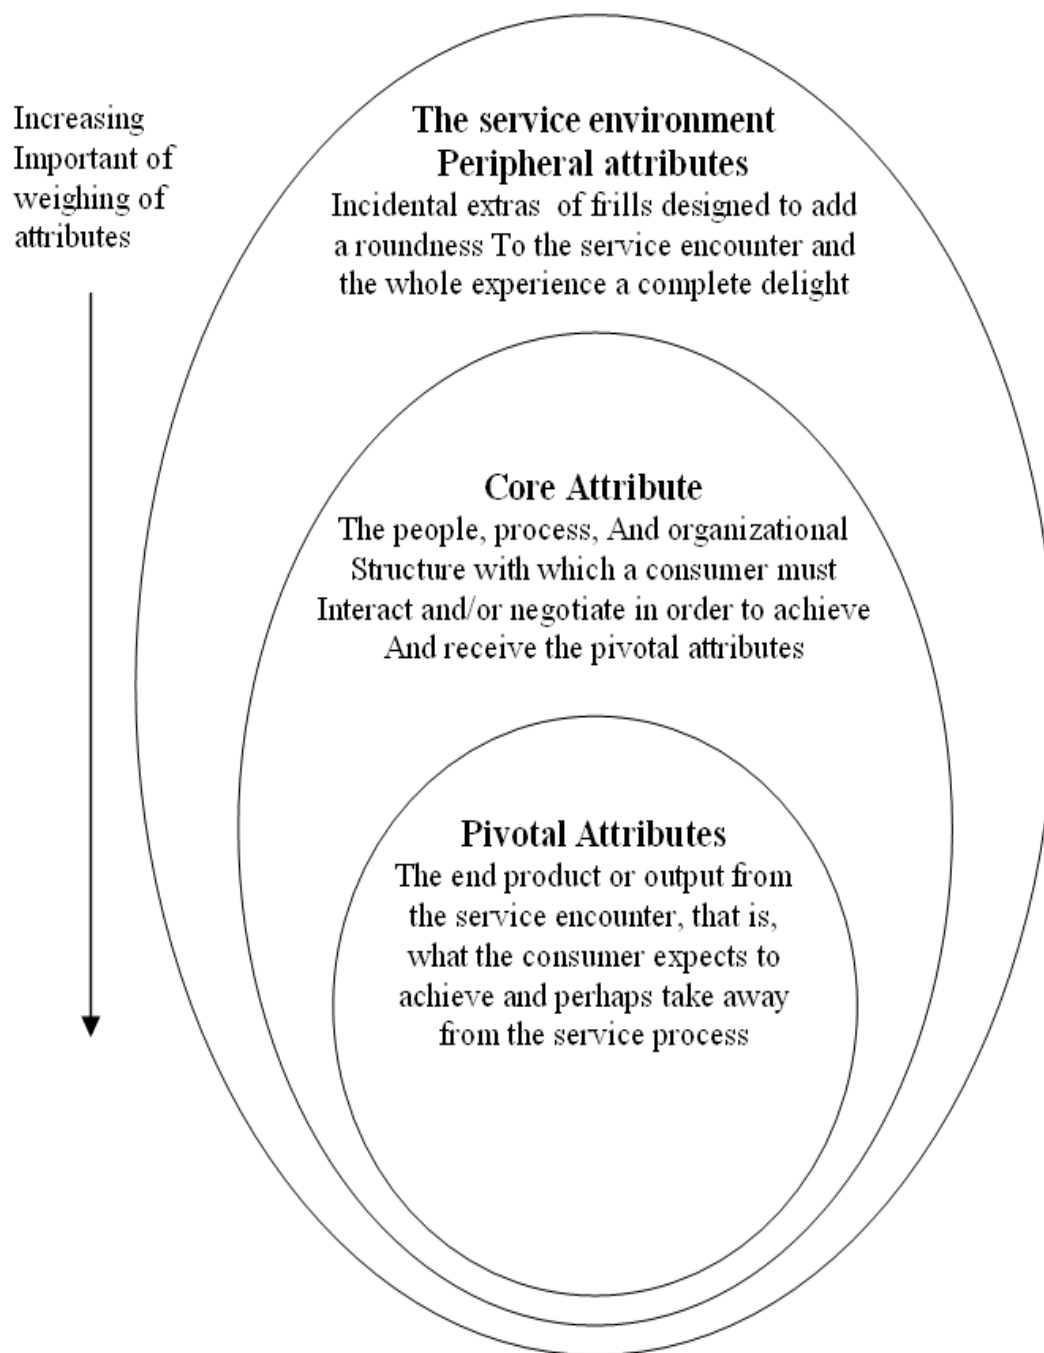 Increasing
Important of
weighing of
attributes
The service environment
Peripheral attributes
Incidental extras of frills designed to add
a roundness To the service encounter and
the whole experience a complete delight
Core Attribute
The people, process, And organizational
Structure with which a consumer must
Interact and/or negotiate in order to achieve
And receive the pivotal attributes
Pivotal Attributes
The end product or output from
the service encounter, that is,
what the consumer expects to
achieve and perhaps take away
from the service process